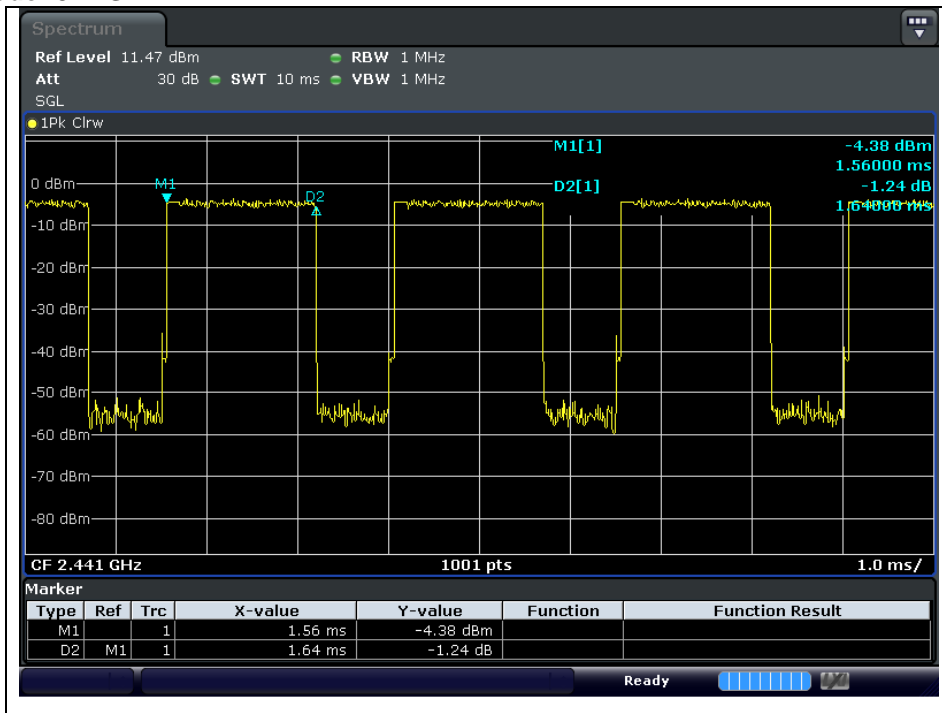 Spectrum
Ref Level 11.47 dBm RBW 1 MHz
Att 30 dB SWT 10 ms VBW 1 MHz
SGL
1Pk Clrw
M1[1] -4.38 dBm
1.56000 ms
D2[1] -1.24 dB
1.64000 ms
M1
D2
0 dBm
-10 dBm
-20 dBm
-30 dBm
-40 dBm
-50 dBm
-60 dBm
-70 dBm
-80 dBm
CF 2.441 GHz 1001 pts 1.0 ms/
Marker
Type Ref Trc X-value Y-value Function Function Result
M1 1 1.56 ms -4.38 dBm
D2 M1 1 1.64 ms -1.24 dB
Ready